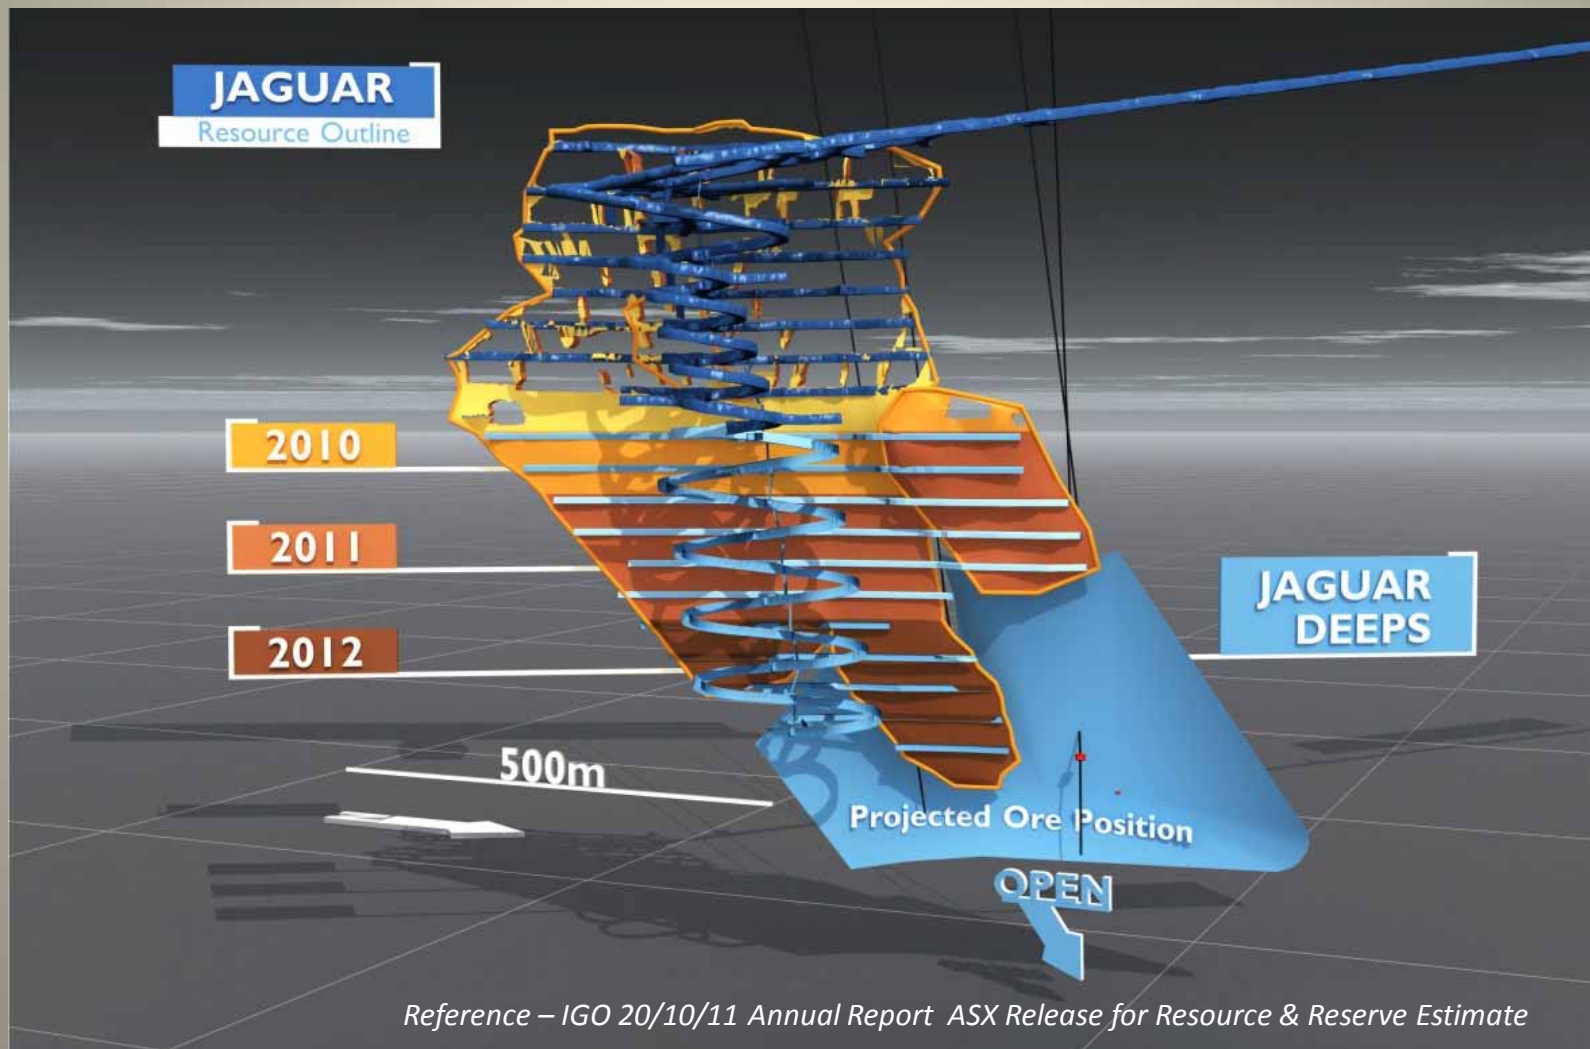 JAGUAR
Resource Outline
2010
2011
2012
JAGUAR
DEEPS
500m
Projected Ore Position
OPEN
Reference – IGO 20/10/11 Annual Report ASX Release for Resource & Reserve Estimate